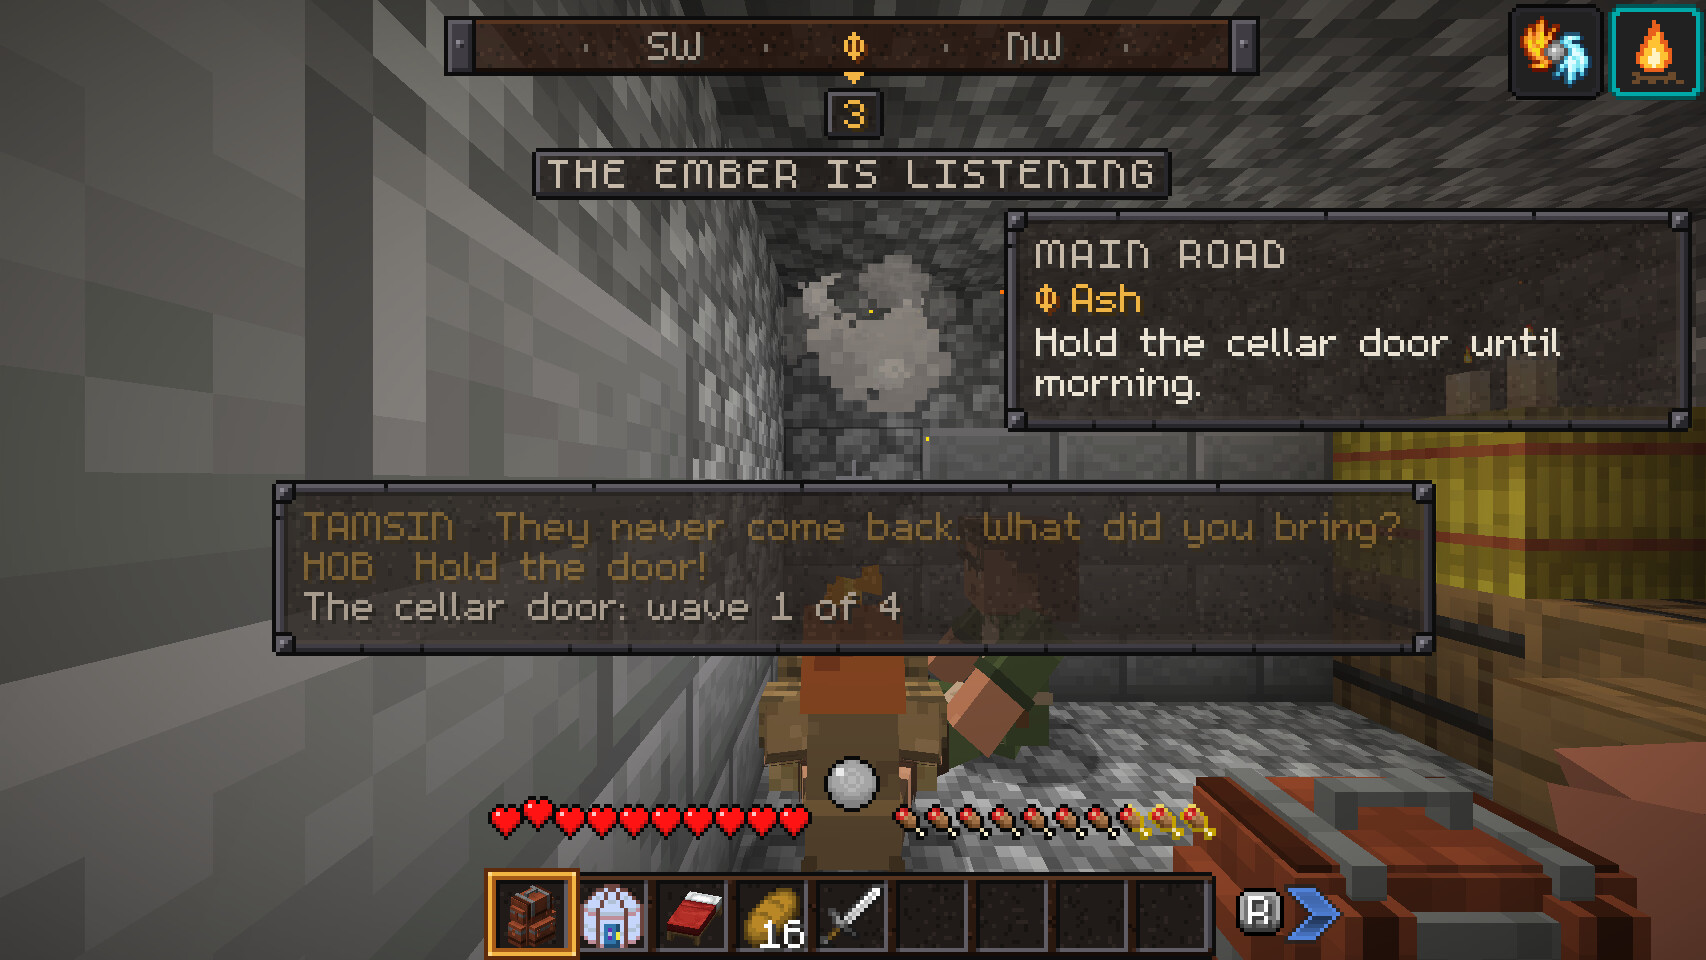 SW
NW
3
THE EMBER IS LISTENING
MAIN ROAD
Ash
Hold the cellar door until
morning.
TAMSIN They never come back. What did you bring?
HOB Hold the door!
The cellar door: wave 1 of 4
16
R